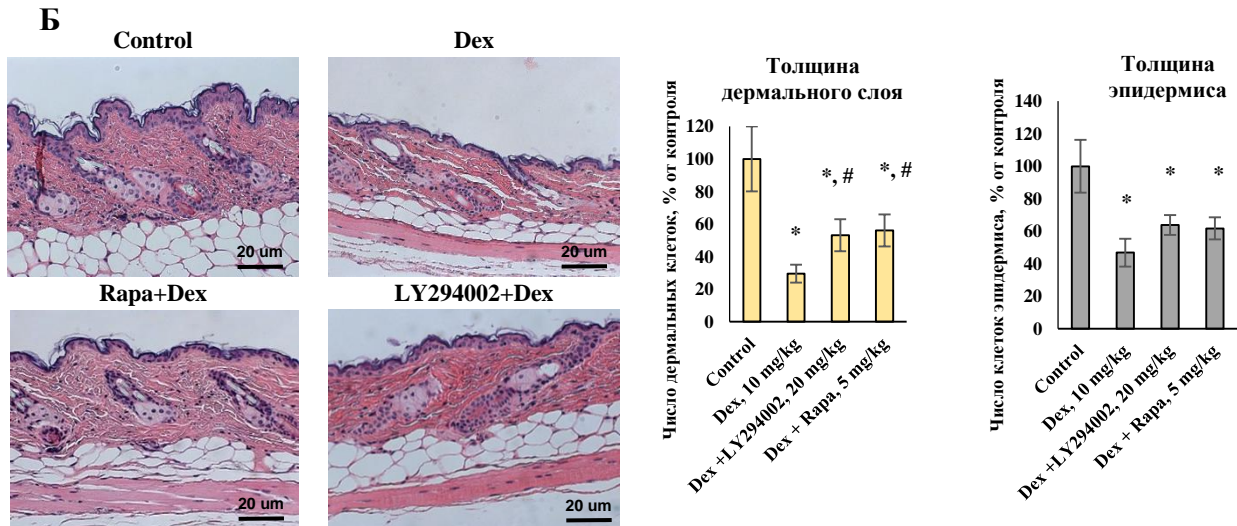 Б
Control
Dex
20 um
20 um
Rapa+Dex
LY294002+Dex
20 um
20 um
Толщина
дермального слоя
Число дермальных клеток, % от контроля
120
100
80
60
40
20
0
*
*, #
*, #
Control
Dex, 10 mg/kg
Dex +LY294002, 20 mg/kg
Dex + Rapa, 5 mg/kg
Толщина
эпидермиса
Число клеток эпидермиса, % от контроля
140
120
100
80
60
40
20
0
*
*
*
Control
Dex, 10 mg/kg
Dex +LY294002, 20 mg/kg
Dex + Rapa, 5 mg/kg